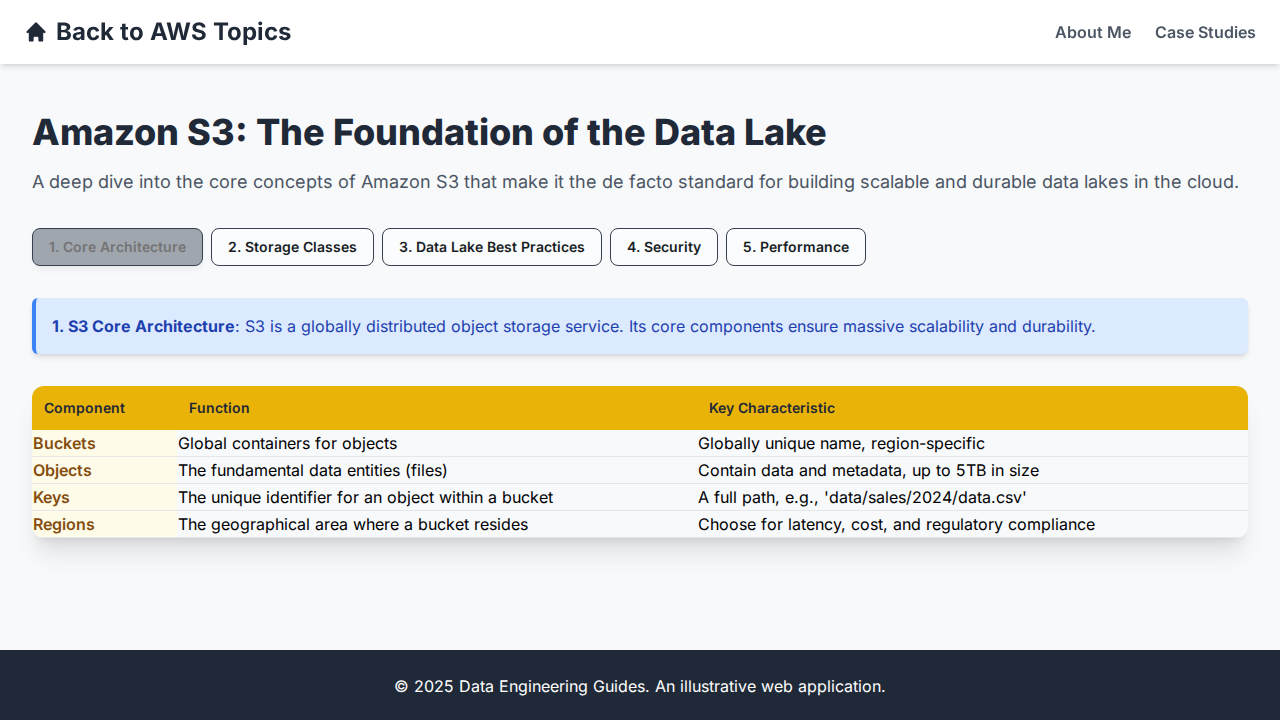 Back to AWS Topics
About Me
Case Studies
Amazon S3: The Foundation of the Data Lake
A deep dive into the core concepts of Amazon S3 that make it the de facto standard for building scalable and durable data lakes in the cloud.
1. Core Architecture
2. Storage Classes
3. Data Lake Best Practices
4. Security
5. Performance
1. S3 Core Architecture: S3 is a globally distributed object storage service. Its core components ensure massive scalability and durability.
Component Function Key Characteristic
Buckets Global containers for objects Globally unique name, region-specific
Objects The fundamental data entities (files) Contain data and metadata, up to 5TB in size
Keys The unique identifier for an object within a bucket A full path, e.g., 'data/sales/2024/data.csv'
Regions The geographical area where a bucket resides Choose for latency, cost, and regulatory compliance
© 2025 Data Engineering Guides. An illustrative web application.